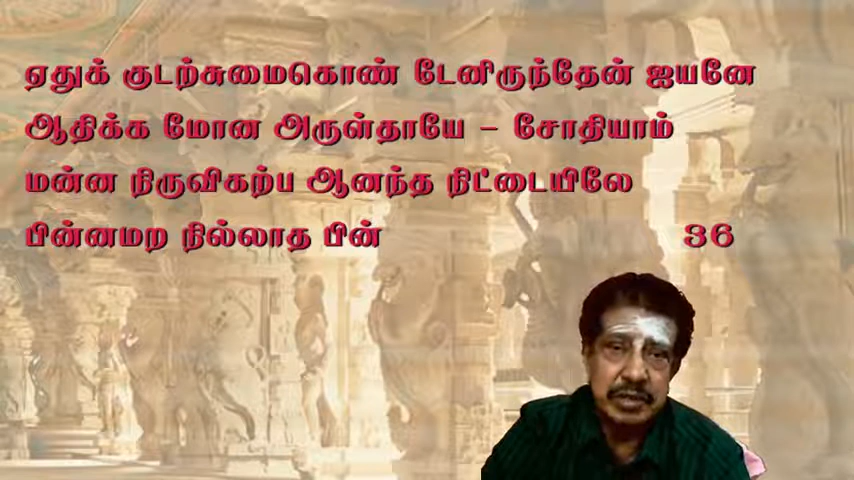 ஏதுக் குடற்சுமைகொண் டேனிருந்தேன் ஐயனே
ஆதிக்க மோன அருள்தாயே – சோதியாம்
மன்ன நிருவிகற்ப ஆனந்த நிட்டையிலே
பின்னமற நில்லாத பின் 36